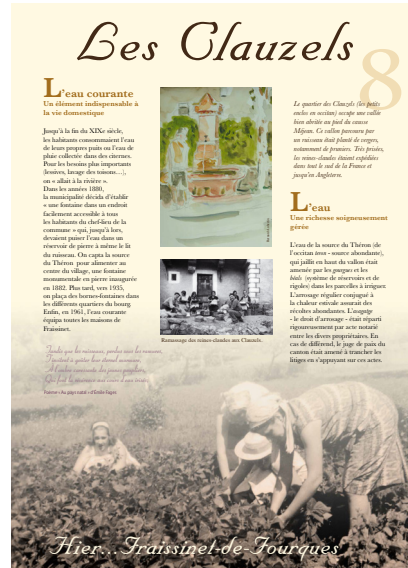 Les Clauzels
8
L'eau courante
Un élément indispensable à
la vie domestique
Jusqu'à la fin du XIXe siècle,
les habitants consommaient l'eau
de leurs propres puits ou l'eau de
pluie collectée dans des citernes.
Pour les besoins plus importants
(lessives, lavage des toisons…),
on « allait à la rivière ».
Dans les années 1880,
la municipalité décida d'établir
« une fontaine dans un endroit
facilement accessible à tous
les habitants du chef-lieu de la
commune » qui, jusqu'à lors,
devaient puiser l'eau dans un
réservoir de pierre à même le lit
du ruisseau. On capta la source
du Théron pour alimenter au
centre du village, une fontaine
monumentale en pierre inaugurée
en 1882. Plus tard, vers 1935,
on plaça des bornes-fontaines dans
les différents quartiers du bourg.
Enfin, en 1961, l'eau courante
équipa toutes les maisons de
Fraissinet.
Tandis que les ruisseaux, perdus sous les rameaux,
Ramassage des reines-claudes aux Clauzels.
Le quartier des Clauzels (les petits
enclos en occitan) occupe une colline
bien abritée au pied du causse
Méjean. Ce vallon parcouru par
un ruisseau était planté de vergers,
notamment de pruniers. Très prisées,
les reines-claudes étaient expédiées
dans tout le sud de la France et
jusqu'en Angleterre.
L'eau
Une richesse soigneusement
gérée
L'eau de la source du Théron (de
l'occitan - source abondante),
qui jaillit en haut du vallon était
amenée par les et les
béals (système de réservoirs et de
rigoles) dans les parcelles à irriguer.
L'arrosage régulier conjugué à
la chaleur estivale assurait des
récoltes abondantes. L'
- le droit d'arrosage - était réparti
rigoureusement par acte notarié
entre les divers propriétaires. En
cas de différend, le juge de paix du
canton était amené à trancher les
litiges en s'appuyant sur ces actes.
Hier...Fraissinet-de-Fourques